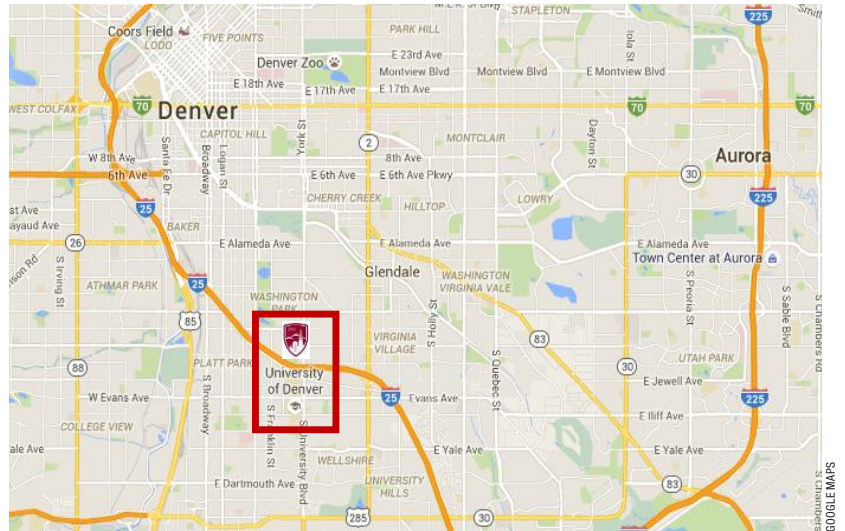 STAPLETON
225
Smith
Coors Field
LODO
FIVE POINTS
PARK HILL
Iola St
Denver Zoo
E 23rd Ave
Montview Blvd
Montview Blvd
E Montview Blvd
E 18th Ave
E 17th Ave
E 17th Ave
WEST COLFAX
70
Denver
70
70
CAPITOL HILL
York St
2
MONTCLAIR
Dayton St
Aurora
W 8th Ave
6th Ave
Santa Fe Dr
Broadway
Logan St
8th Ave
E 6th Ave
E 6th Ave Pkwy
30
CHERRY CREEK
HILLTOP
LOWRY
225
25
BAKER
26
E Alameda Ave
E Alameda Ave
E Alameda Ave
Town Center at Aurora
Glendale
WASHINGTON
VIRGINIA VALE
S Irving St
ATHMAR PARK
25
WASHINGTON
PARK
S Holly St
S Peoria St
S Sable Blvd
S Chambers Rd
85
VIRGINIA
VILLAGE
83
88
PLATT PARK
University
of Denver
S Quebec St
30
UTAH PARK
E Jewell Ave
W Evans Ave
S Broadway
25
Evans Ave
225
COLLEGE VIEW
S Franklin St
S University Blvd
E Iliff Ave
E Yale Ave
E Yale Ave
WELLSHIRE
E Dartmouth Ave
UNIVERSITY
HILLS
83
285
30
S Chambers
GOOGLE MAPS